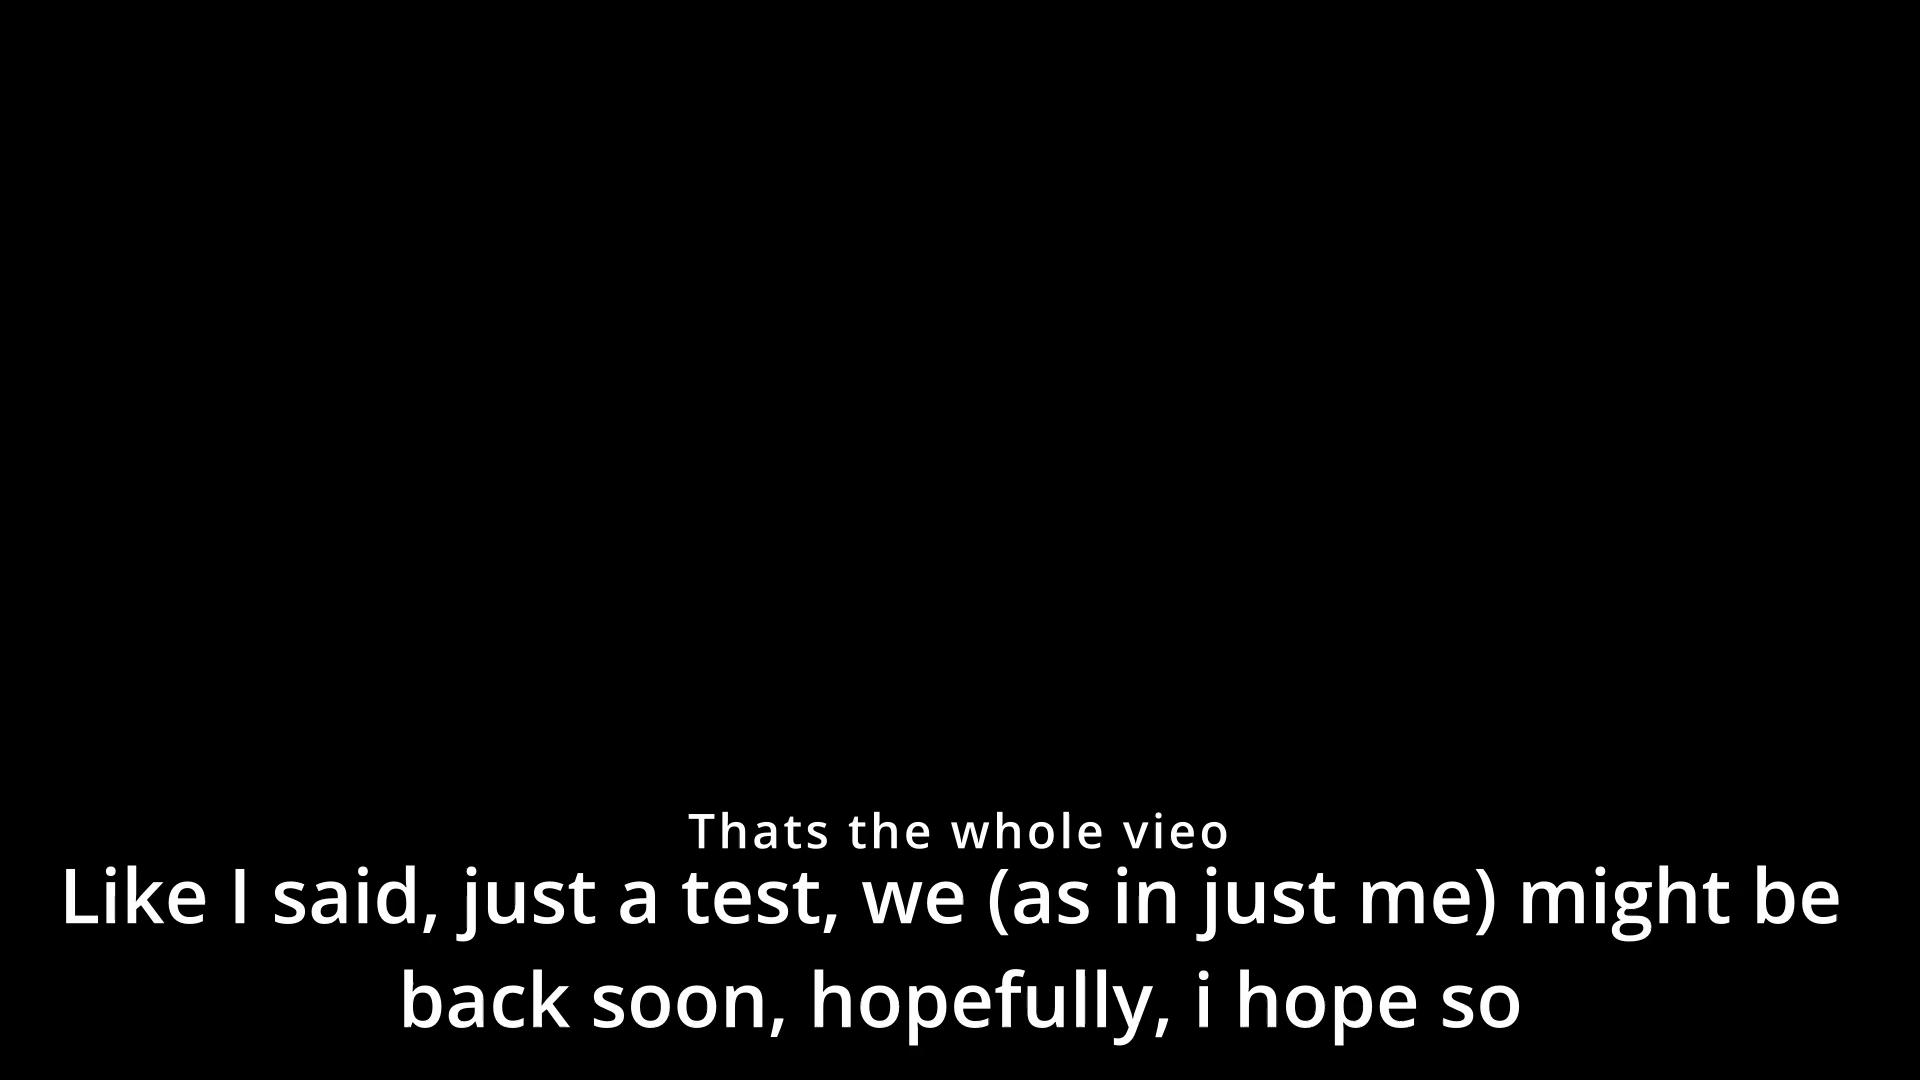 Thats the whole vieo
Like I said, just a test, we (as in just me) might be
back soon, hopefully, i hope so